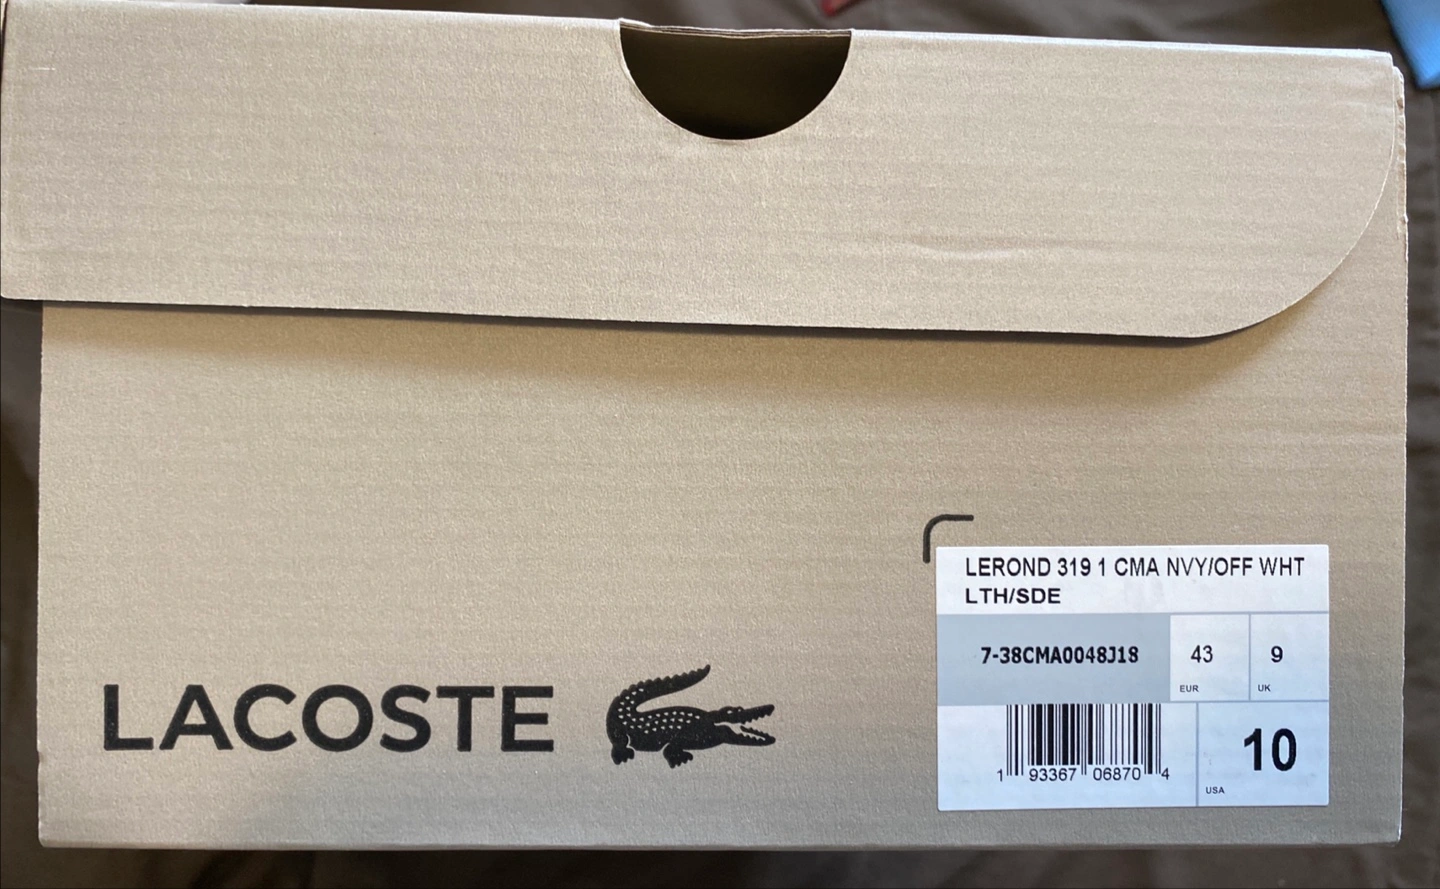 LEROND 319 1 CMA NVY/OFF WHT
LTH/SDE
7-38CMA0048J18
43
EUR
9
UK
LACOSTE
1 93367 06870 4
10
USA